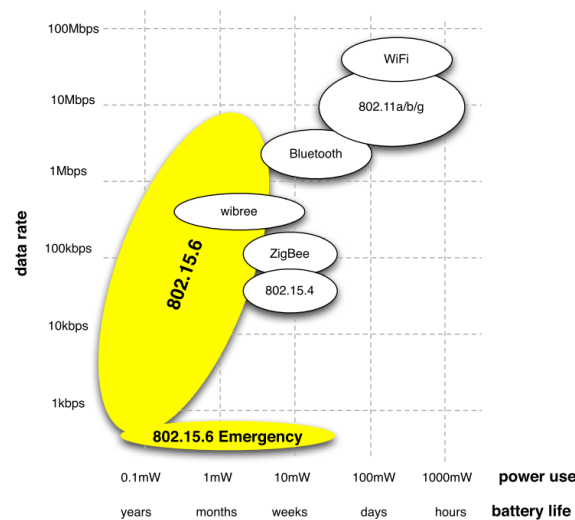 100Mbps
WiFi
10Mbps
802.11a/b/g
Bluetooth
1Mbps
wibree
data rate
802.15.6
100kbps
ZigBee
802.15.4
10kbps
1kbps
802.15.6 Emergency
0.1mW 1mW 10mW 100mW 1000mW power use
years months weeks days hours battery life